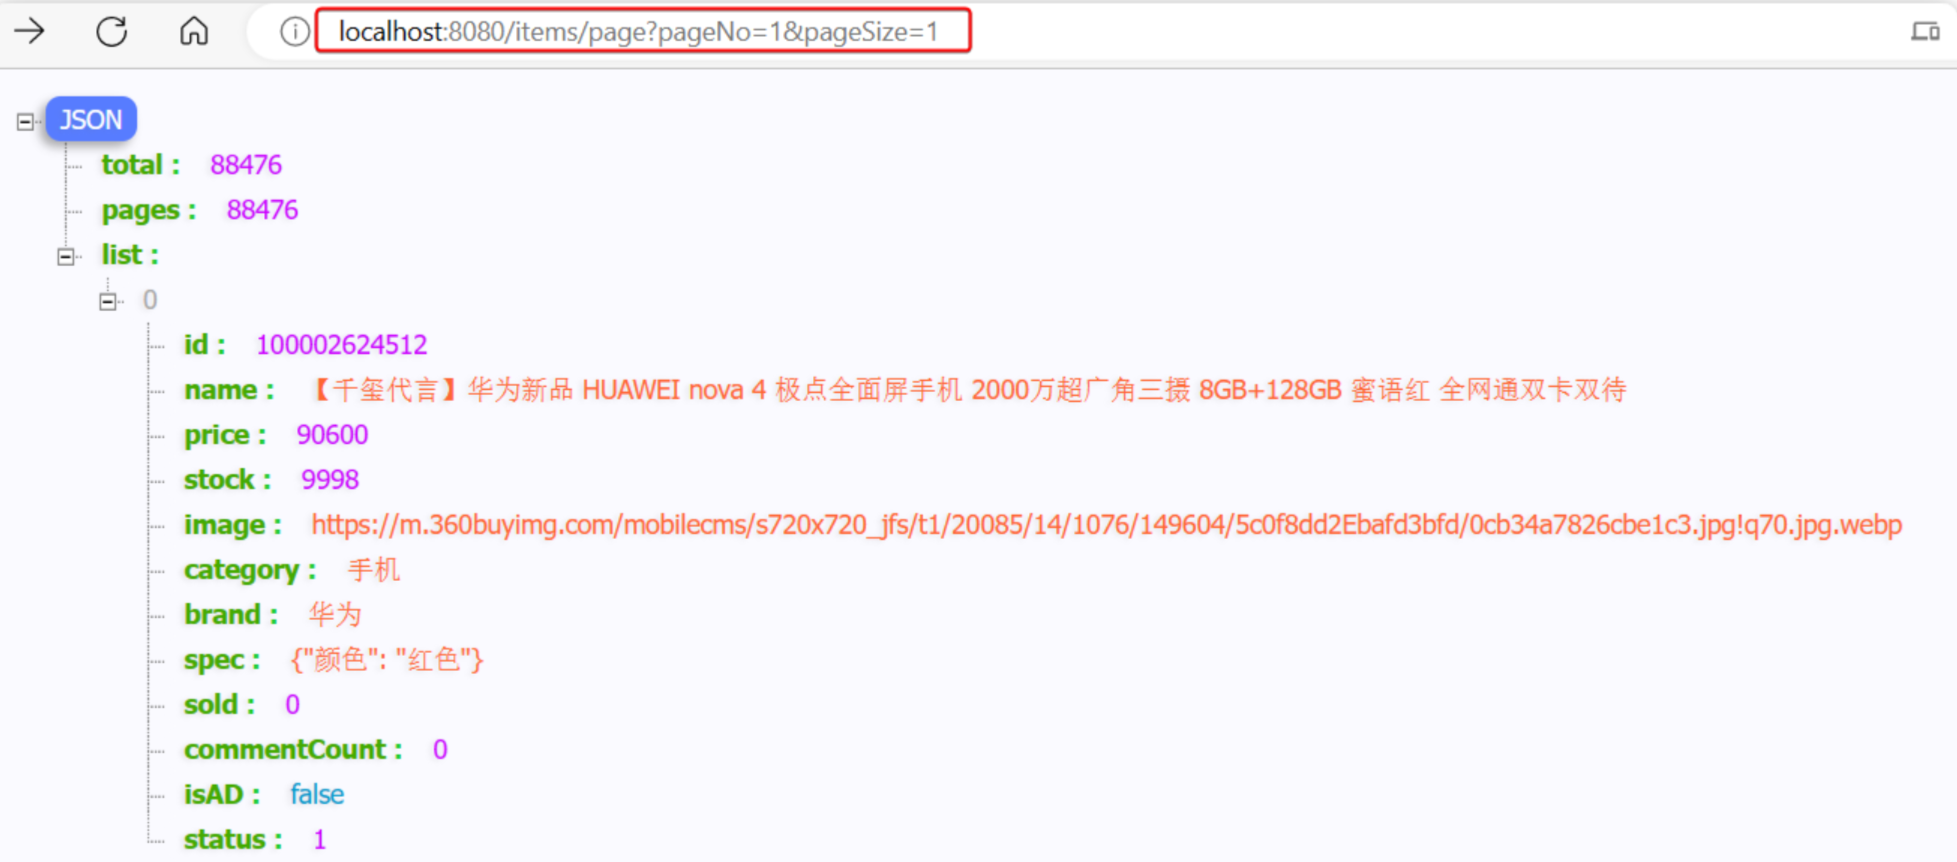 localhost:8080/items/page?pageNo=1&pageSize=1
JSON
total : 88476
pages : 88476
list :
0
id : 100002624512
name : 【千玺代言】华为新品 HUAWEI nova 4 极点全面屏手机 2000万超广角三摄 8GB+128GB 蜜语红 全网通双卡双待
price : 90600
stock : 9998
image : https://m.360buyimg.com/mobilecms/s720x720_jfs/t1/20085/14/1076/149604/5c0f8dd2Ebafd3bfd/0cb34a7826cbe1c3.jpg!q70.jpg.webp
category : 手机
brand : 华为
spec : {"颜色": "红色"}
sold : 0
commentCount : 0
isAD : false
status : 1